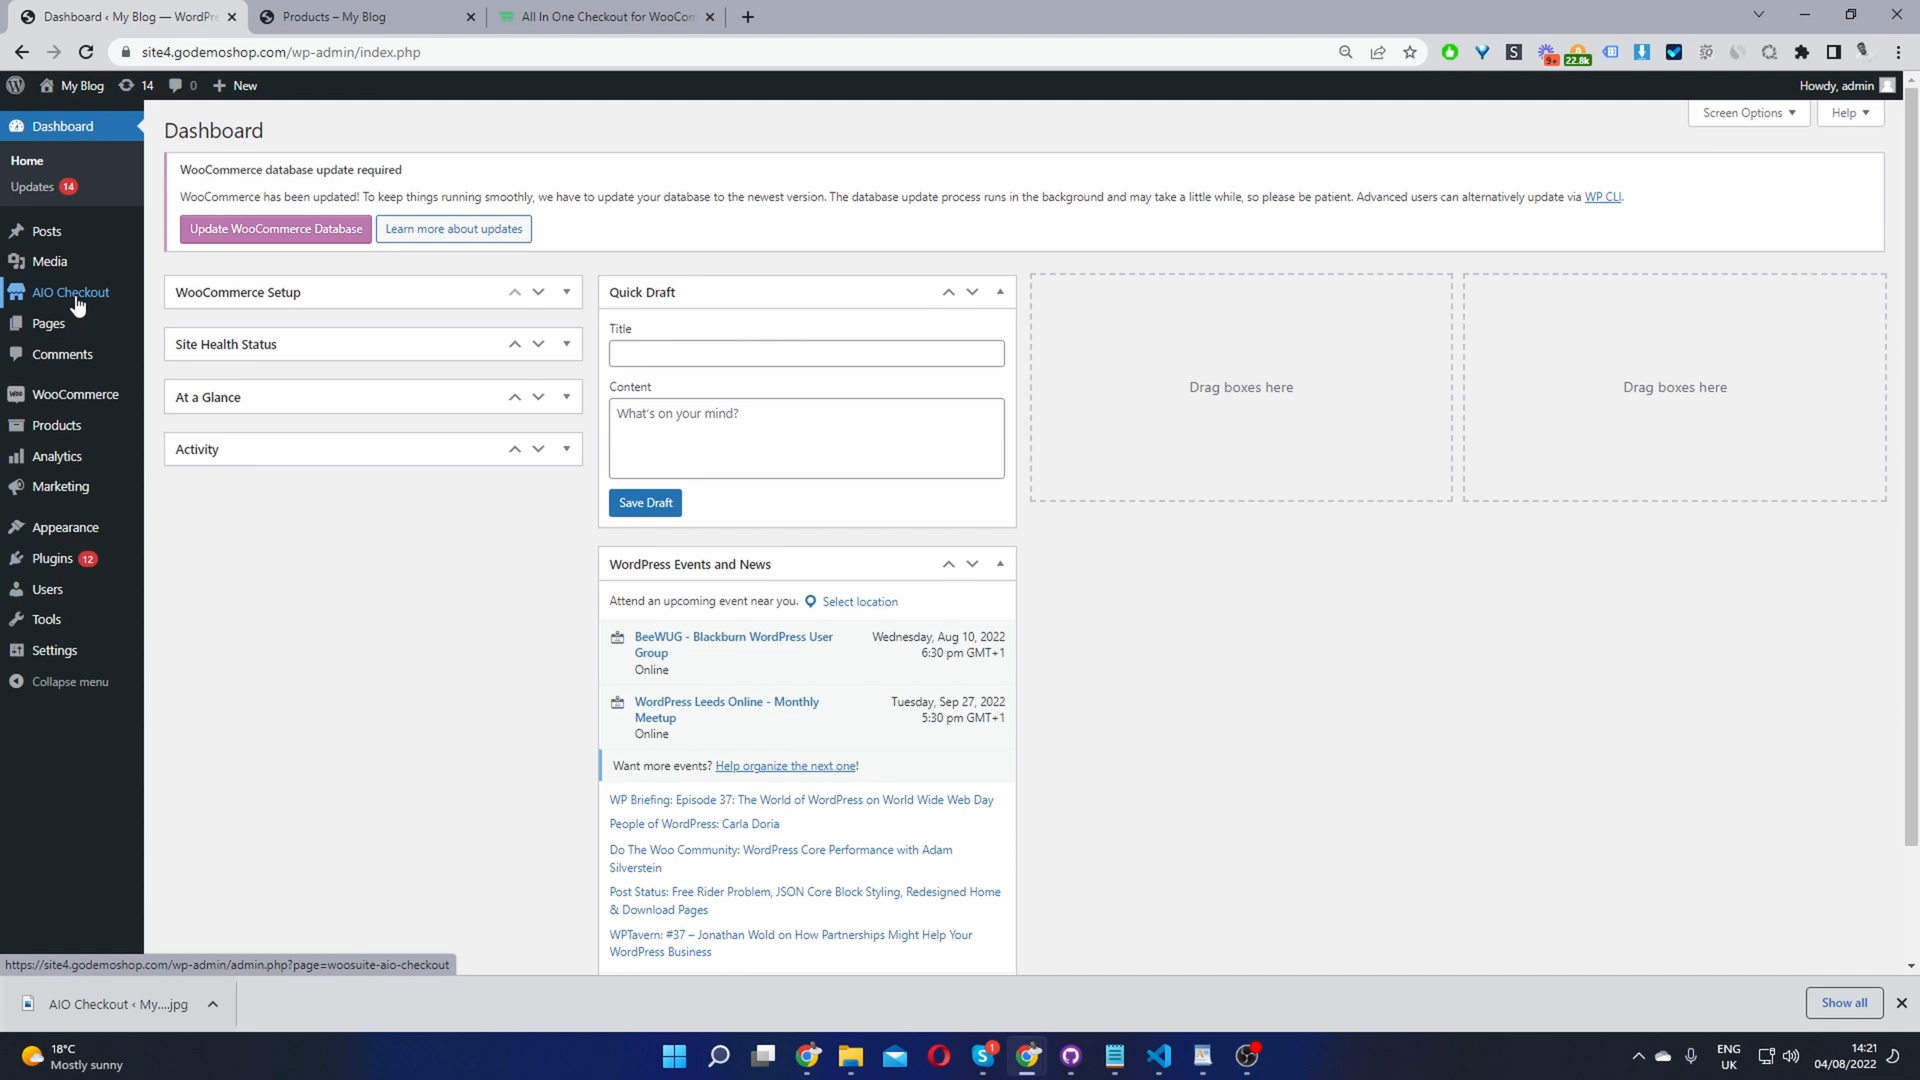 Dashboard ‹ My Blog — WordPre
Products – My Blog
All In One Checkout for WooCom
site4.godemoshop.com/wp-admin/index.php
9+
22.8k
My Blog
14
0
New
Howdy, admin
Dashboard
Home
Updates 14
Posts
Media
AIO Checkout
Pages
Comments
WooCommerce
Products
Analytics
Marketing
Appearance
Plugins 12
Users
Tools
Settings
Collapse menu
Dashboard
Screen Options
Help
WooCommerce database update required
WooCommerce has been updated! To keep things running smoothly, we have to update your database to the newest version. The database update process runs in the background and may take a little while, so please be patient. Advanced users can alternatively update via WP CLI.
Update WooCommerce Database
Learn more about updates
WooCommerce Setup
Site Health Status
At a Glance
Activity
Quick Draft
Title
Content
What's on your mind?
Save Draft
Drag boxes here
Drag boxes here
WordPress Events and News
Attend an upcoming event near you. Select location
BeeWUG - Blackburn WordPress User
Group
Online
Wednesday, Aug 10, 2022
6:30 pm GMT+1
WordPress Leeds Online - Monthly
Meetup
Online
Tuesday, Sep 27, 2022
5:30 pm GMT+1
Want more events? Help organize the next one!
WP Briefing: Episode 37: The World of WordPress on World Wide Web Day
People of WordPress: Carla Doria
Do The Woo Community: WordPress Core Performance with Adam
Silverstein
Post Status: Free Rider Problem, JSON Core Block Styling, Redesigned Home
& Download Pages
WPTavern: #37 – Jonathan Wold on How Partnerships Might Help Your
WordPress Business
https://site4.godemoshop.com/wp-admin/admin.php?page=woosuite-aio-checkout
AIO Checkout ‹ My....jpg
Show all
18°C
Mostly sunny
1
ENG
UK
14:21
04/08/2022